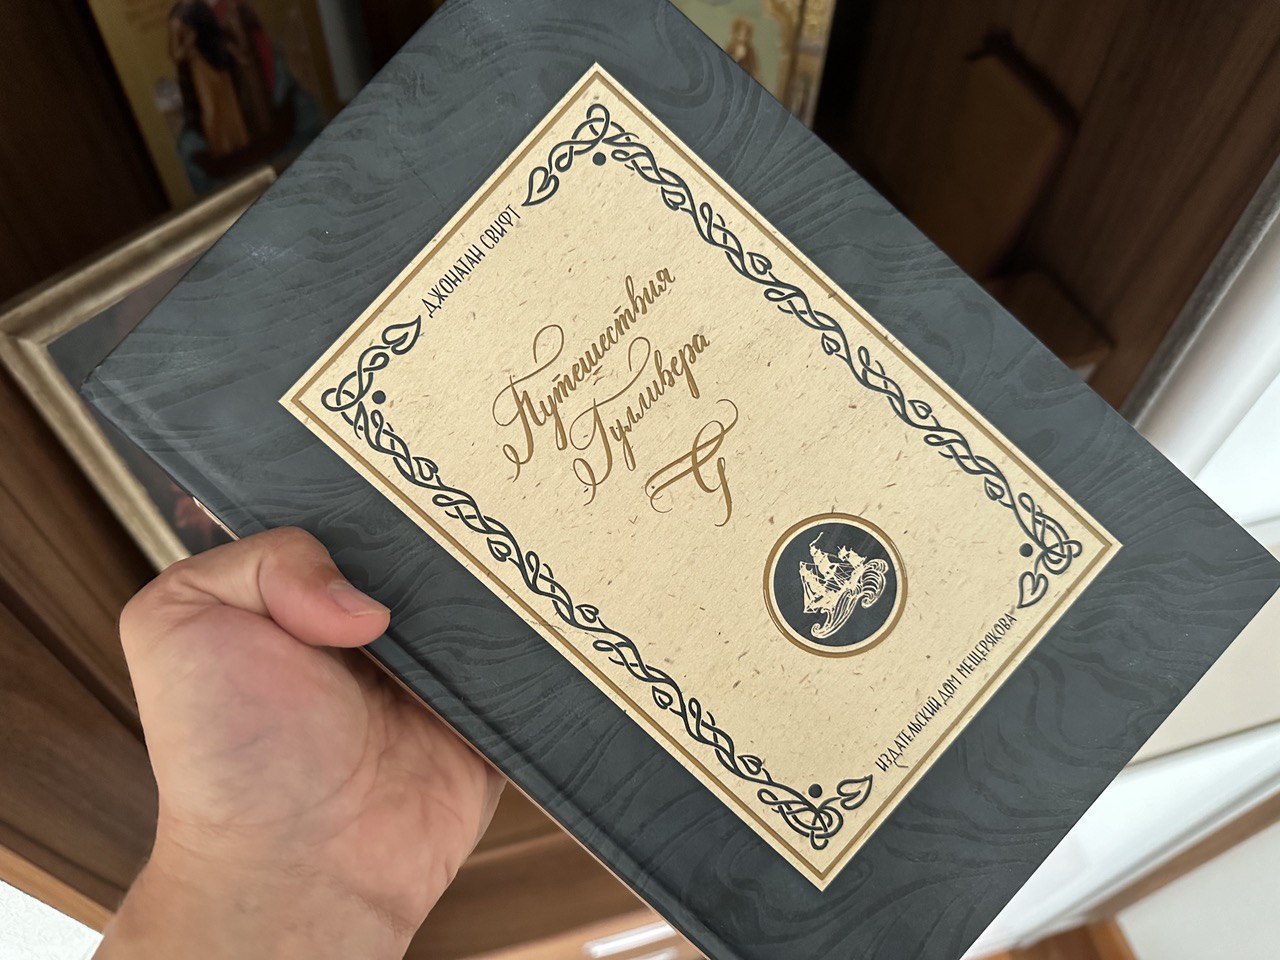 ДЖОНАТАН СВИФТ
Путешествия
Гулливера
ИЗДАТЕЛЬСКИЙ ДОМ МЕЩЕРЯКОВА